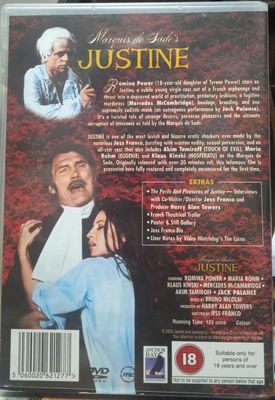 Marquis de Sade's
JUSTINE
Romina Power (18-year-old daughter of Tyrone Power) stars as
Justine, a nubile young virgin cast out of a French orphanage and
thrust into a depraved world of prostitution, predatory lesbians, a fugitive
murderess (Mercedes McCambridge), bondage, branding, and one
supremely sadistic monk (an outrageous performance by Jack Palance).
It's a twisted tale of strange desire, perverse pleasures and the ultimate
corruption of innocence as told by the Marquis de Sade.
JUSTINE is one of the most lavish and bizarre erotic shockers ever made by the
notorious Jess Franco, bursting with wanton nudity, sexual perversion, and an
all-star cast that also includes Akim Tamiroff (TOUCH OF EVIL), Maria
Rohm (EUGENIE) and Klaus Kinski (NOSFERATU) as the Marquis
de Sade. Originally released with over 30 minutes cut, this infamous film is
presented here fully restored and completely uncensored for the first time.
EXTRAS
• The Perils And Pleasures of Justine – Interviews
with Co-Writer/Director Jess Franco and
Producer Harry Alan Towers
• French Theatrical Trailer
• Poster & Still Gallery
• Jess Franco Bio
• Liner Notes by Video Watchdog's Tim Lucas
Marquis de Sade's
JUSTINE
STARRING ROMINA POWER • MARIA ROHM
KLAUS KINSKI • MERCEDES McCAMBRIDGE
AKIM TAMIROFF • JACK PALANCE
MUSIC BY BRUNO NICOLAI
PRODUCED BY HARRY ALAN TOWERS
DIRECTED BY JESS FRANCO
Running Time 124 mins Colour
5 060020 621277 >
DVD
VIDEO
ANCHOR
BAY
18
Suitable only for
persons of
18 years and over
Not to be supplied to any person below that age